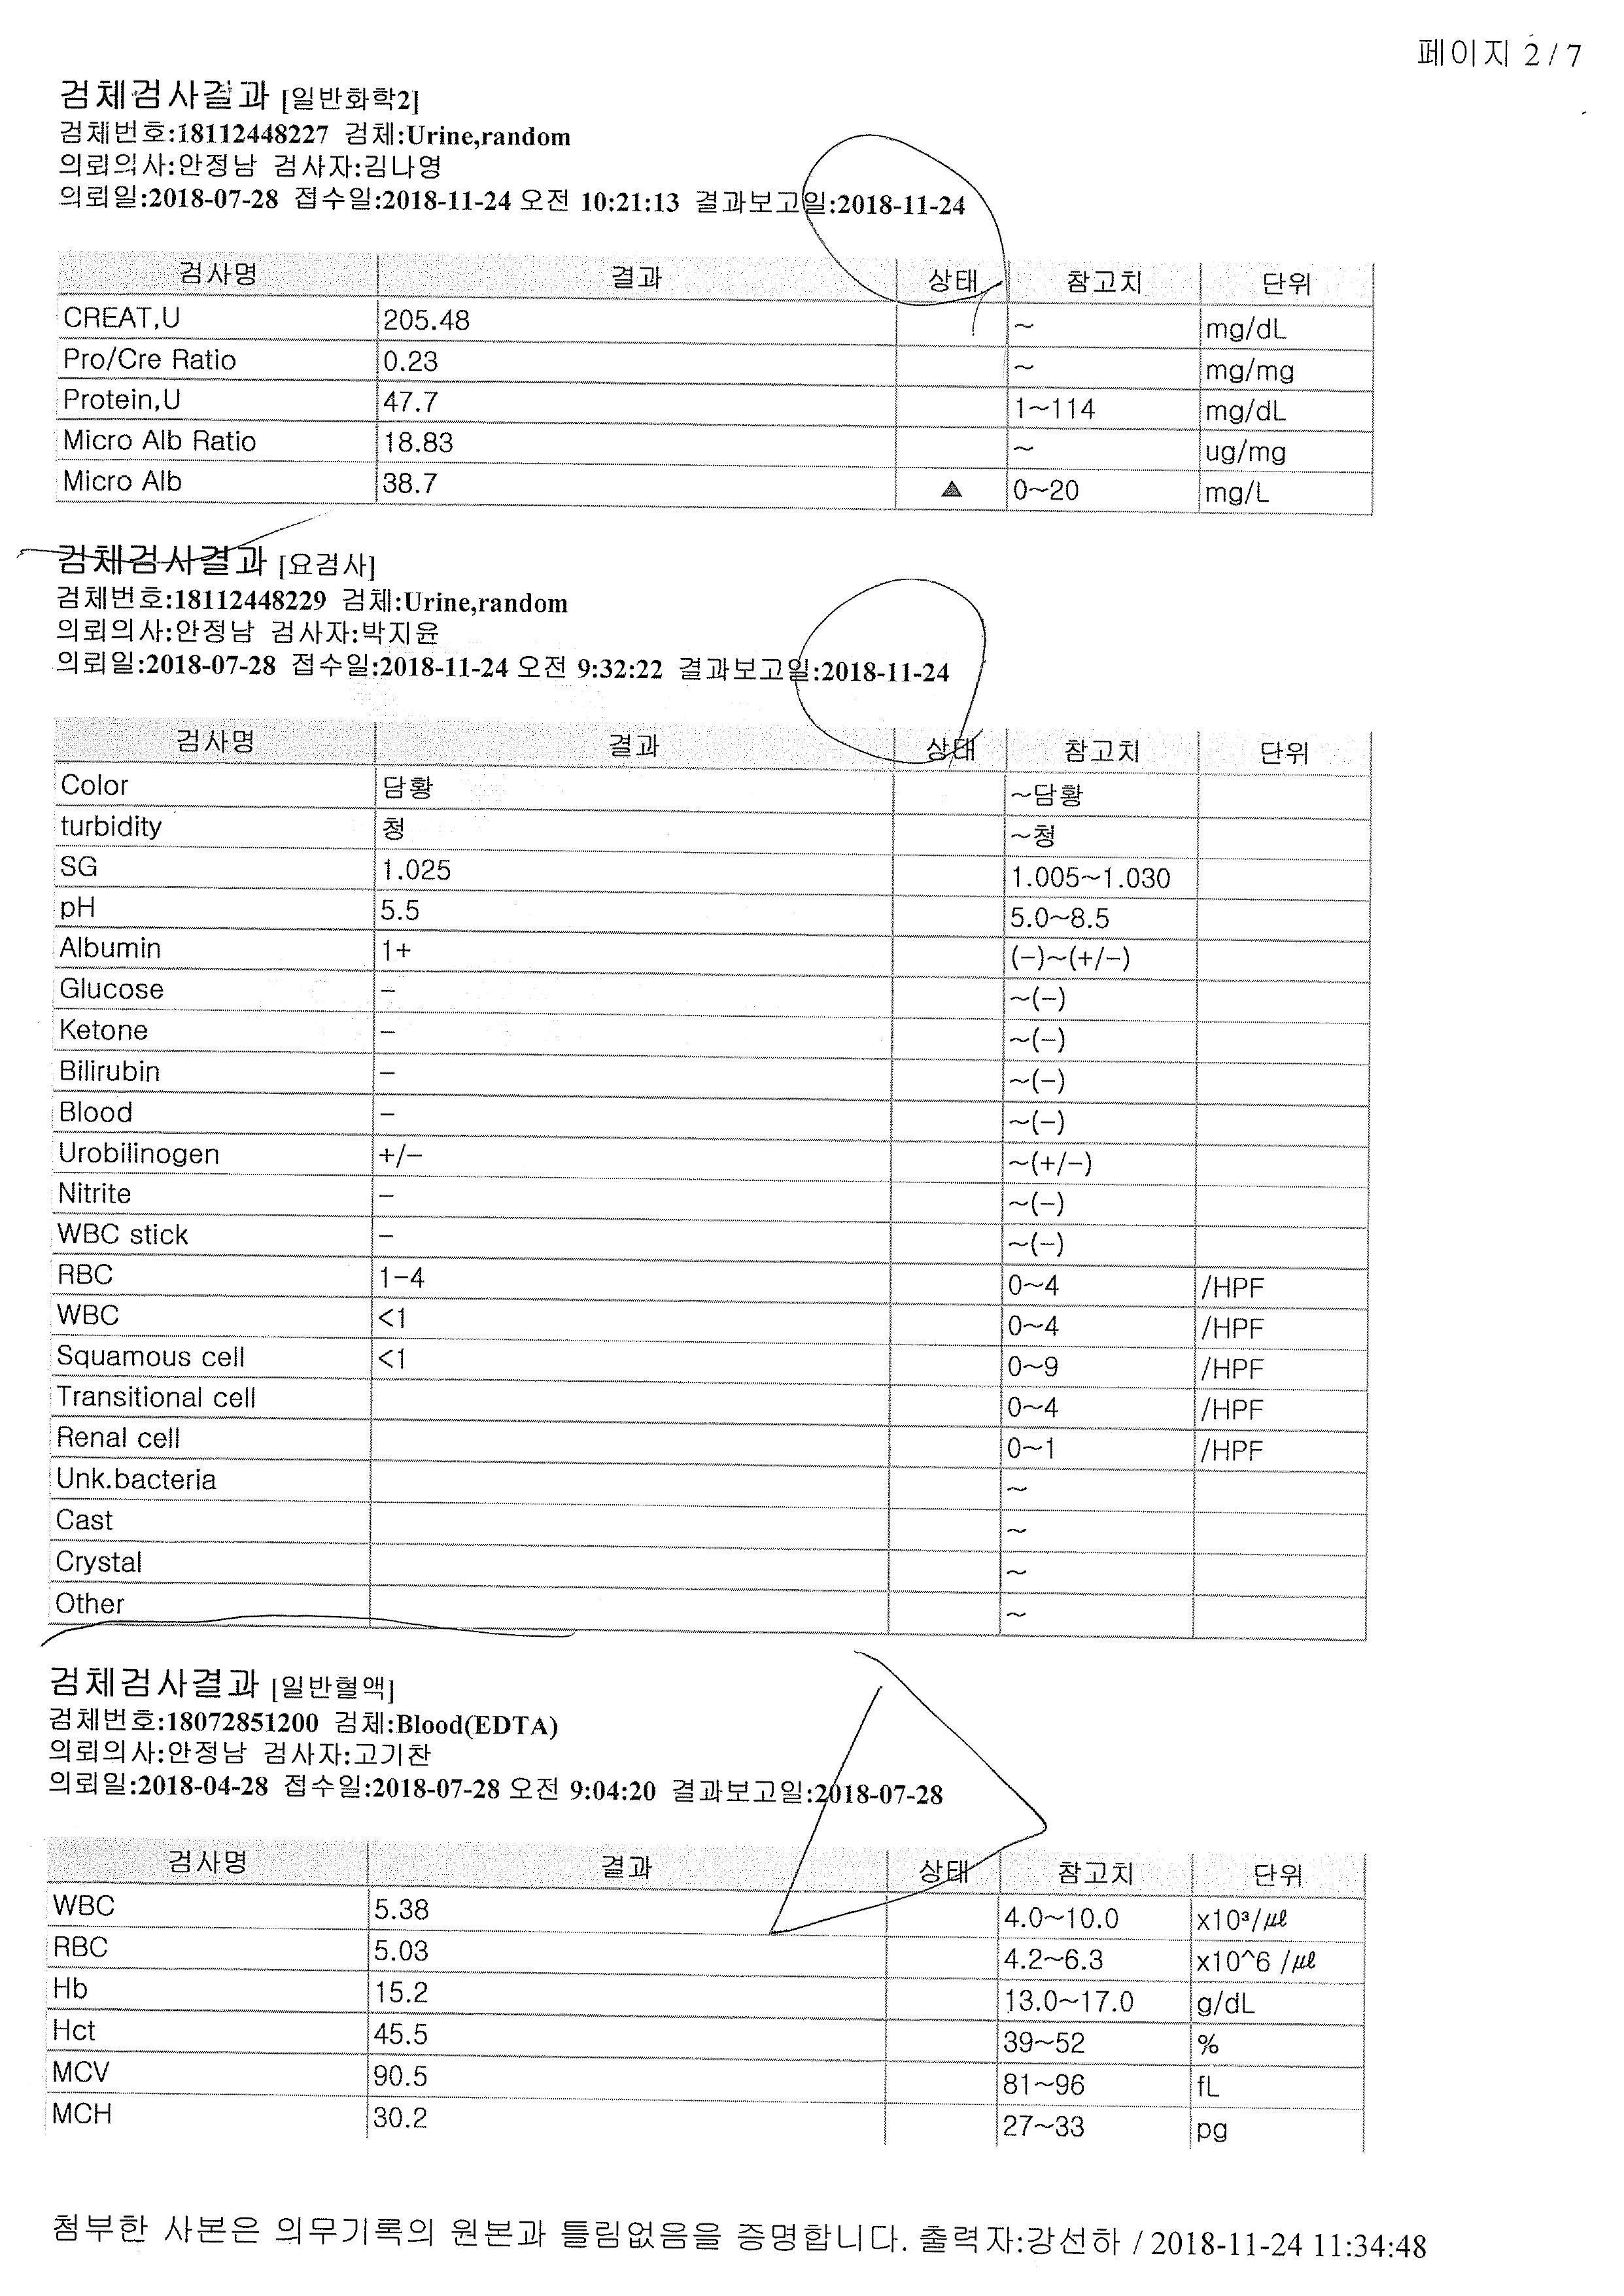 페이지 2 / 7
검체검사결과 [일반화학2]
검체번호:18112448227 검체:Urine,random
의뢰의사:안정남 검사자:김나영
의뢰일:2018-07-28 접수일:2018-11-24 오전 10:21:13 결과보고일:2018-11-24
검사명 결과 상태 참고치 단위
CREAT,U 205.48 ~ mg/dL
Pro/Cre Ratio 0.23 ~ mg/mg
Protein,U 47.7 1~114 mg/dL
Micro Alb Ratio 18.83 ~ ug/mg
Micro Alb 38.7 ▲ 0~20 mg/L
검체검사결과 [요검사]
검체번호:18112448229 검체:Urine,random
의뢰의사:안정남 검사자:박지윤
의뢰일:2018-07-28 접수일:2018-11-24 오전 9:32:22 결과보고일:2018-11-24
검사명 결과 상태 참고치 단위
Color 담황 ~담황
turbidity 청 ~청
SG 1.025 1.005~1.030
pH 5.5 5.0~8.5
Albumin 1+ (-)~(+/-)
Glucose - ~(-)
Ketone - ~(-)
Bilirubin - ~(-)
Blood - ~(-)
Urobilinogen +/- ~(+/-)
Nitrite - ~(-)
WBC stick - ~(-)
RBC 1-4 0~4 /HPF
WBC <1 0~4 /HPF
Squamous cell <1 0~9 /HPF
Transitional cell 0~4 /HPF
Renal cell 0~1 /HPF
Unk.bacteria ~
Cast ~
Crystal ~
Other ~
검체검사결과 [일반혈액]
검체번호:18072851200 검체:Blood(EDTA)
의뢰의사:안정남 검사자:고기찬
의뢰일:2018-04-28 접수일:2018-07-28 오전 9:04:20 결과보고일:2018-07-28
검사명 결과 상태 참고치 단위
WBC 5.38 4.0~10.0 x10³/㎕
RBC 5.03 4.2~6.3 x10^6 /㎕
Hb 15.2 13.0~17.0 g/dL
Hct 45.5 39~52 %
MCV 90.5 81~96 fL
MCH 30.2 27~33 pg
첨부한 사본은 의무기록의 원본과 틀림없음을 증명합니다. 출력자:강선하 / 2018-11-24 11:34:48